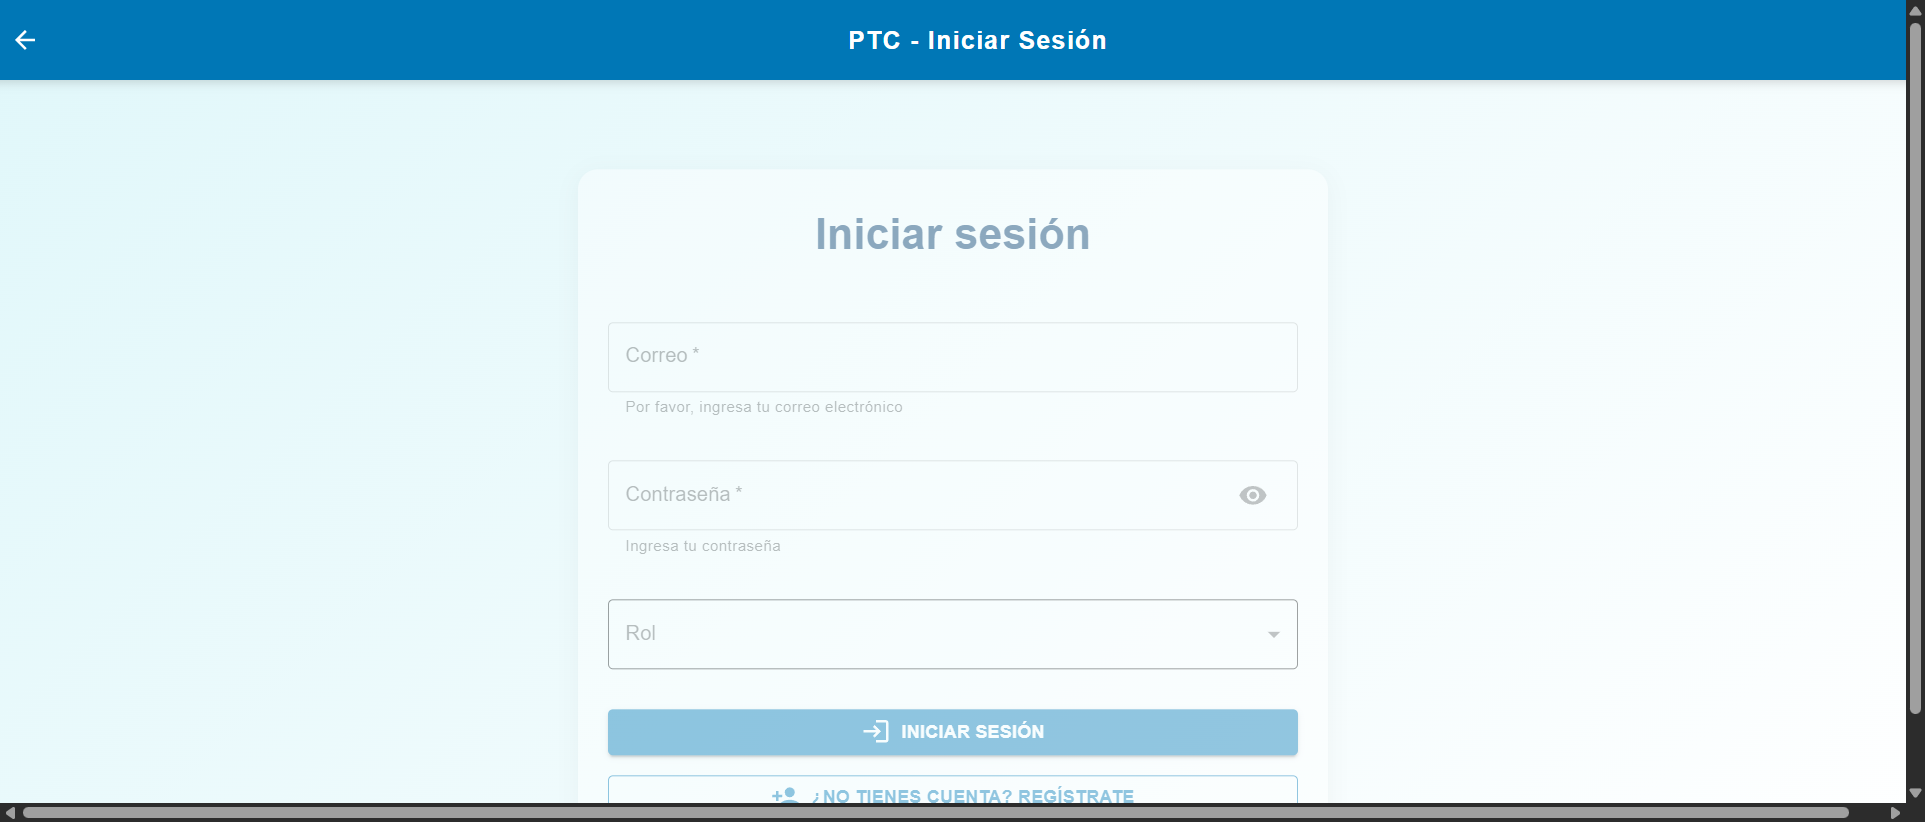 PTC - Iniciar Sesión
Iniciar sesión
Correo *
Por favor, ingresa tu correo electrónico
Contraseña *
Ingresa tu contraseña
Rol
INICIAR SESIÓN
¿NO TIENES CUENTA? REGÍSTRATE